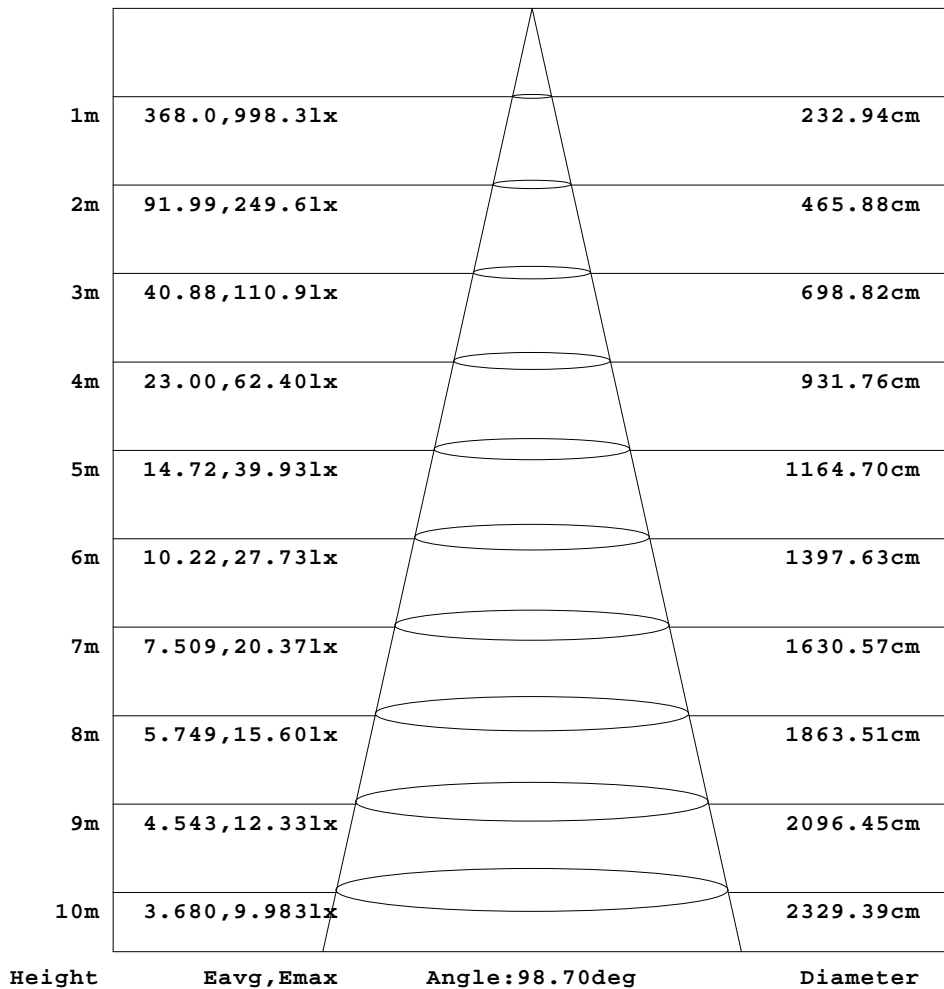 1m 368.0,998.3lx 232.94cm
2m 91.99,249.6lx 465.88cm
3m 40.88,110.9lx 698.82cm
4m 23.00,62.40lx 931.76cm
5m 14.72,39.93lx 1164.70cm
6m 10.22,27.73lx 1397.63cm
7m 7.509,20.37lx 1630.57cm
8m 5.749,15.60lx 1863.51cm
9m 4.543,12.33lx 2096.45cm
10m 3.680,9.983lx 2329.39cm
Height Eavg,Emax Angle:98.70deg Diameter